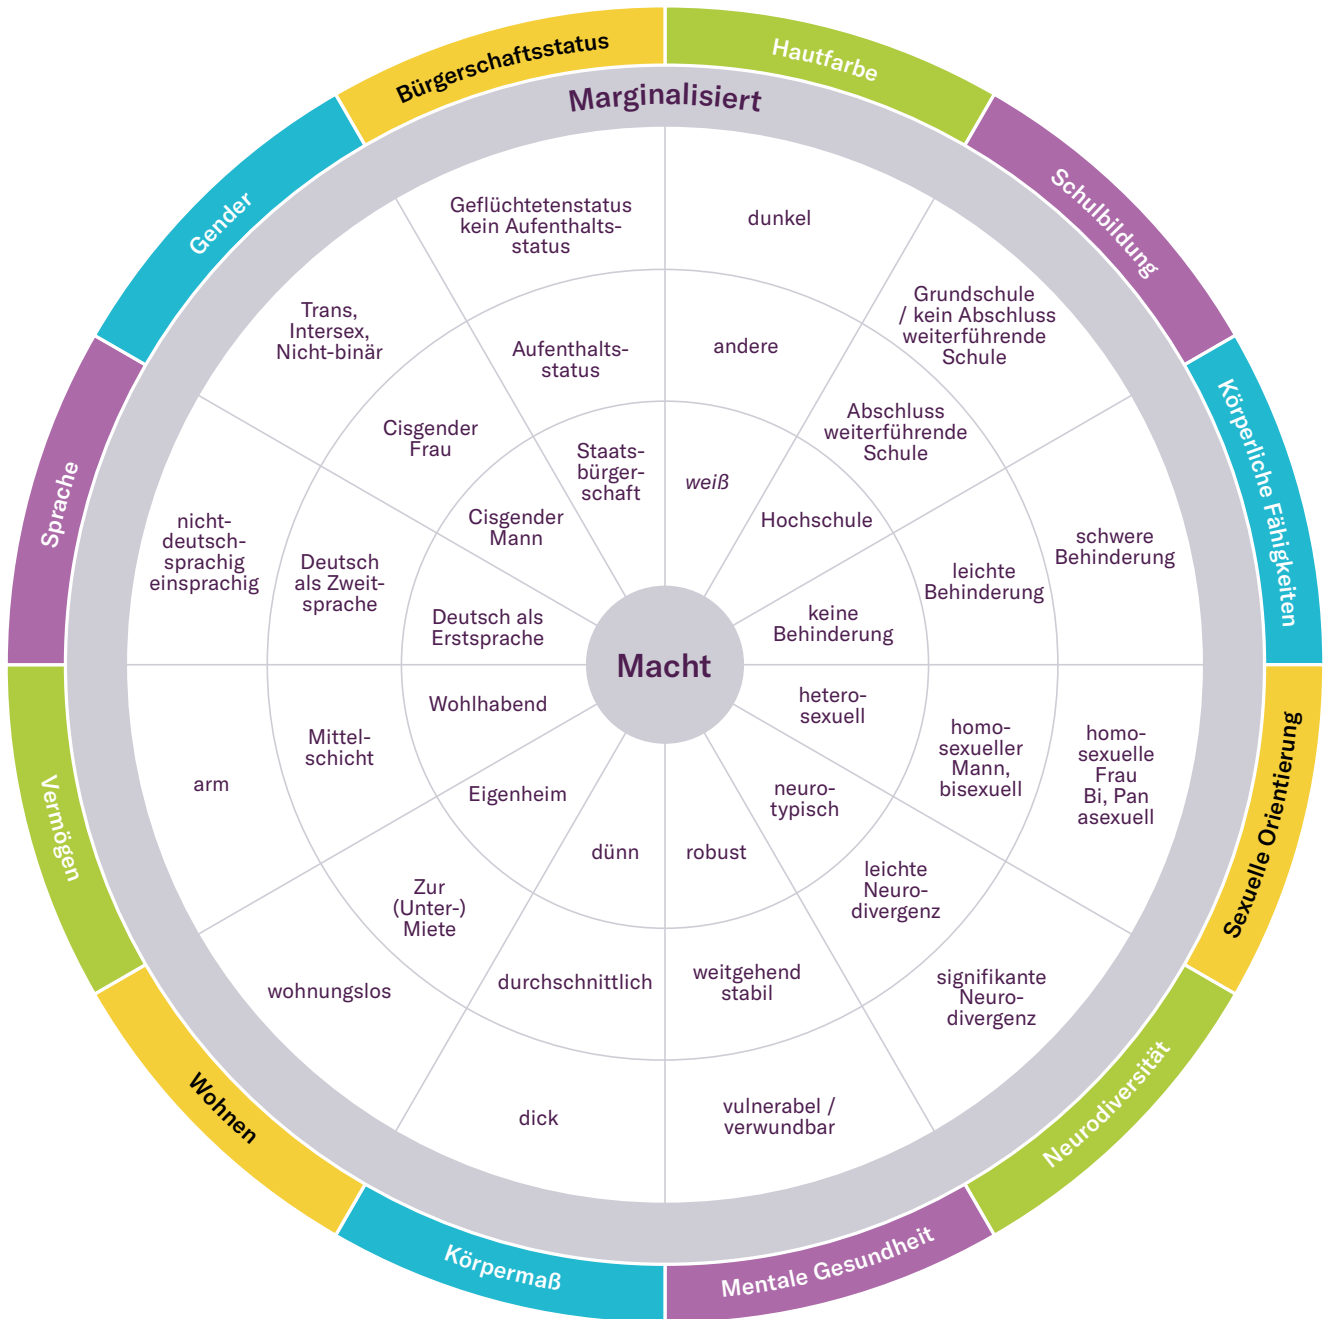 Bürgerschaftsstatus
Hautfarbe
Schulbildung
Körperliche Fähigkeiten
Sexuelle Orientierung
Neurodiversität
Mentale Gesundheit
Körpermaß
Wohnen
Vermögen
Sprache
Gender
Marginalisiert
Geflüchtetenstatus
kein Aufenthalts-
status
Aufenthalts-
status
Staats-
bürger-
schaft
dunkel
andere
weiß
Grundschule
/ kein Abschluss
weiterführende
Schule
Abschluss
weiterführende
Schule
Hochschule
schwere
Behinderung
leichte
Behinderung
keine
Behinderung
homo-
sexuelle
Frau
Bi, Pan
asexuell
homo-
sexueller
Mann,
bisexuell
hetero-
sexuell
signifikante
Neuro-
divergenz
leichte
Neuro-
divergenz
neuro-
typisch
vulnerabel /
verwundbar
weitgehend
stabil
robust
dick
durchschnittlich
dünn
wohnungslos
Zur
(Unter-)
Miete
Eigenheim
arm
Mittel-
schicht
Wohlhabend
nicht-
deutsch-
sprachig
einsprachig
Deutsch
als Zweit-
sprache
Deutsch als
Erstsprache
Trans,
Intersex,
Nicht-binär
Cisgender
Frau
Cisgender
Mann
Macht